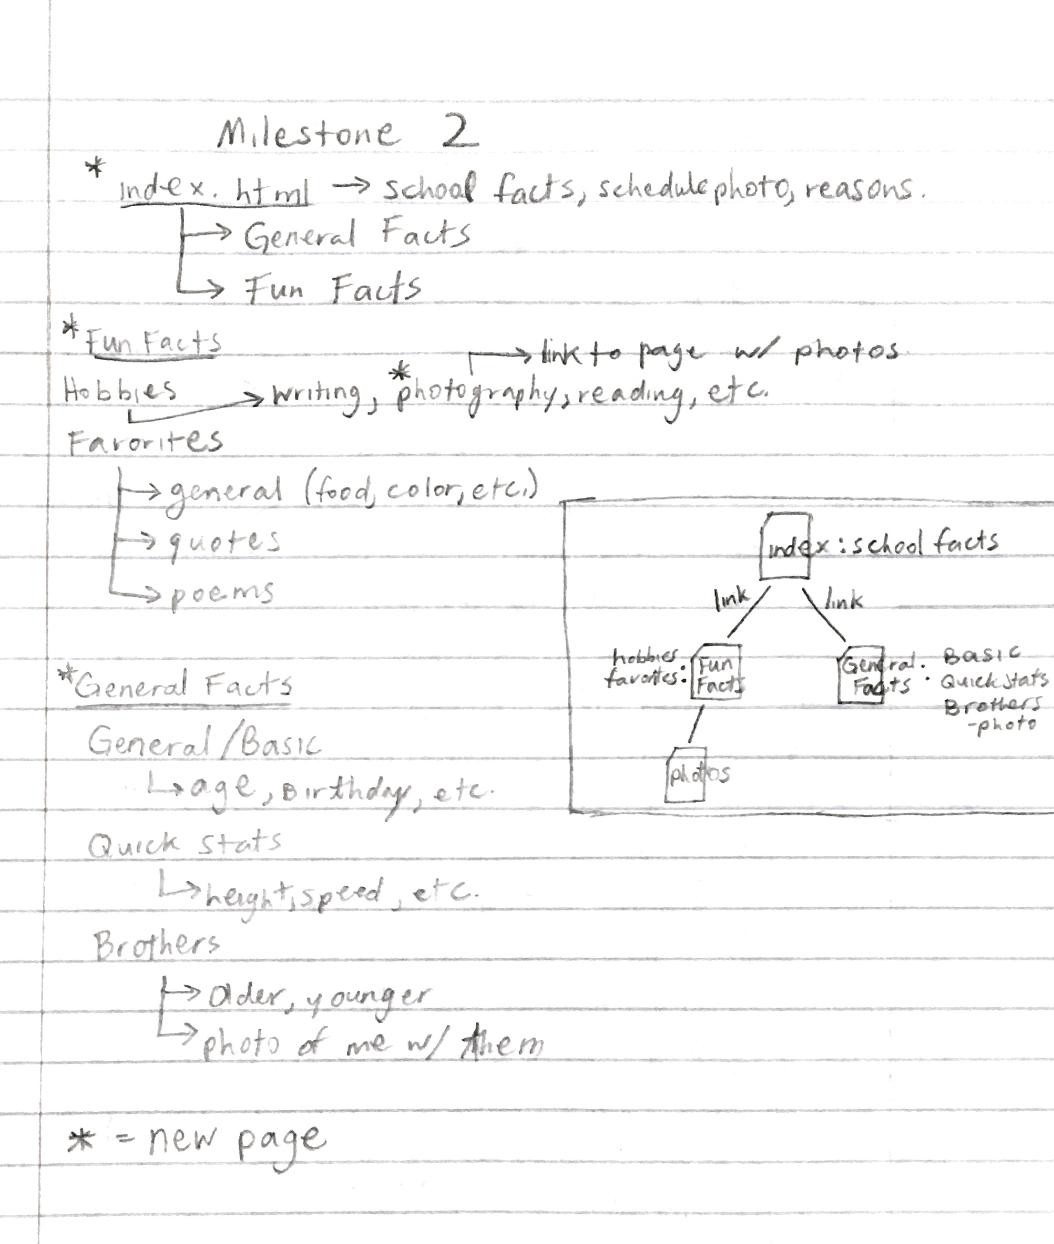 Milestone 2
* index.html → school facts, schedule photo, reasons.
→ General Facts
→ Fun Facts
* Fun Facts
→ link to page w/ photos
Hobbies → writing, *photography, reading, etc.
Favorites
→ general (food, color, etc.)
→ quotes
→ poems
index : school facts
link link
hobbies
favorites :
Fun
Facts
General
Facts
Basic
Quick stats
Brothers
-photo
photos
* General Facts
General/Basic
→ age, Birthday, etc.
Quick Stats
→ height, speed, etc.
Brothers
→ Older, younger
→ photo of me w/ them
* = new page